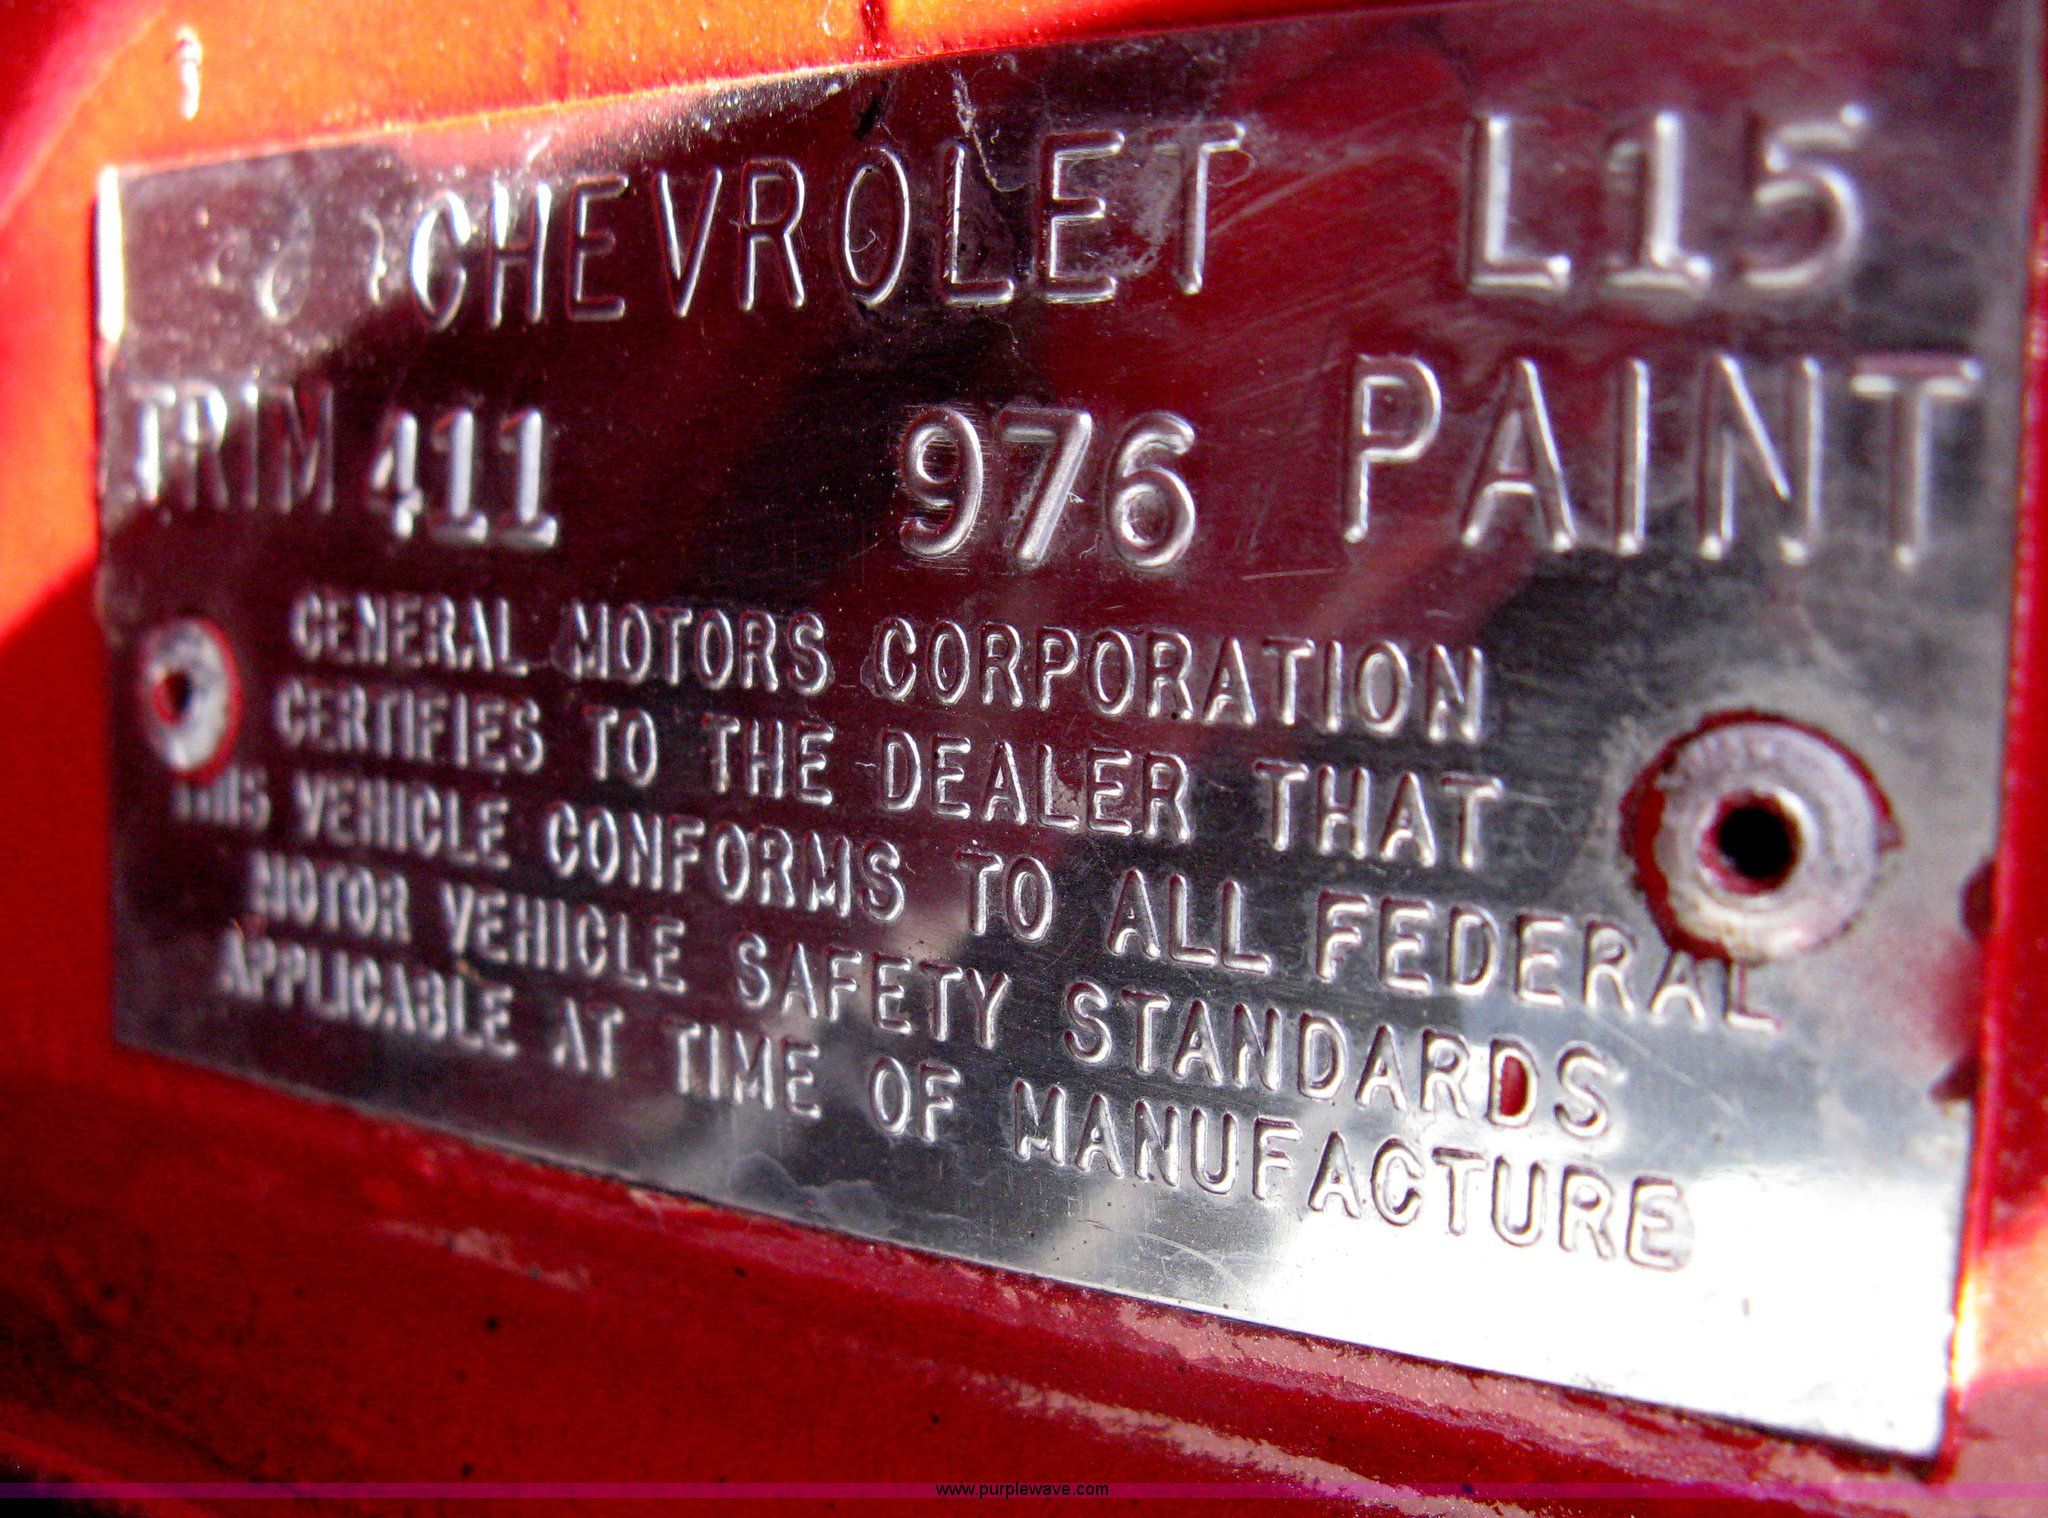 CHEVROLET L15
TRIM 411 976 PAINT
GENERAL MOTORS CORPORATION
CERTIFIES TO THE DEALER THAT
THIS VEHICLE CONFORMS TO ALL FEDERAL
MOTOR VEHICLE SAFETY STANDARDS
APPLICABLE AT TIME OF MANUFACTURE
www.purplewave.com